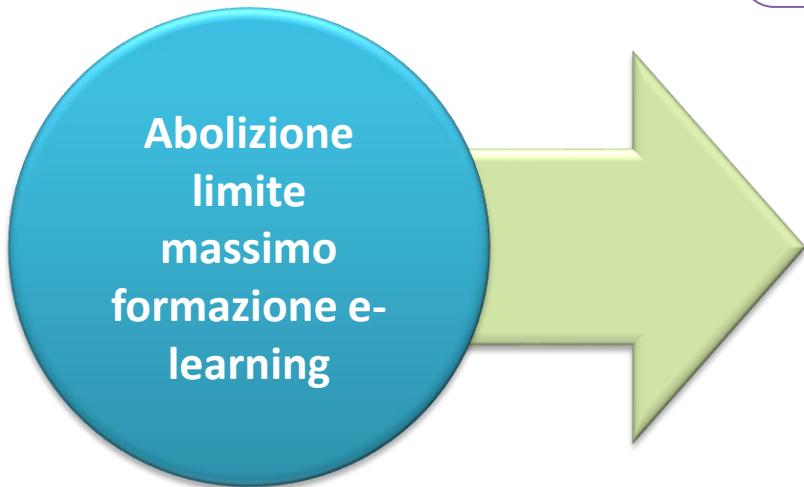 Abolizione
limite
massimo
formazione e-
learning